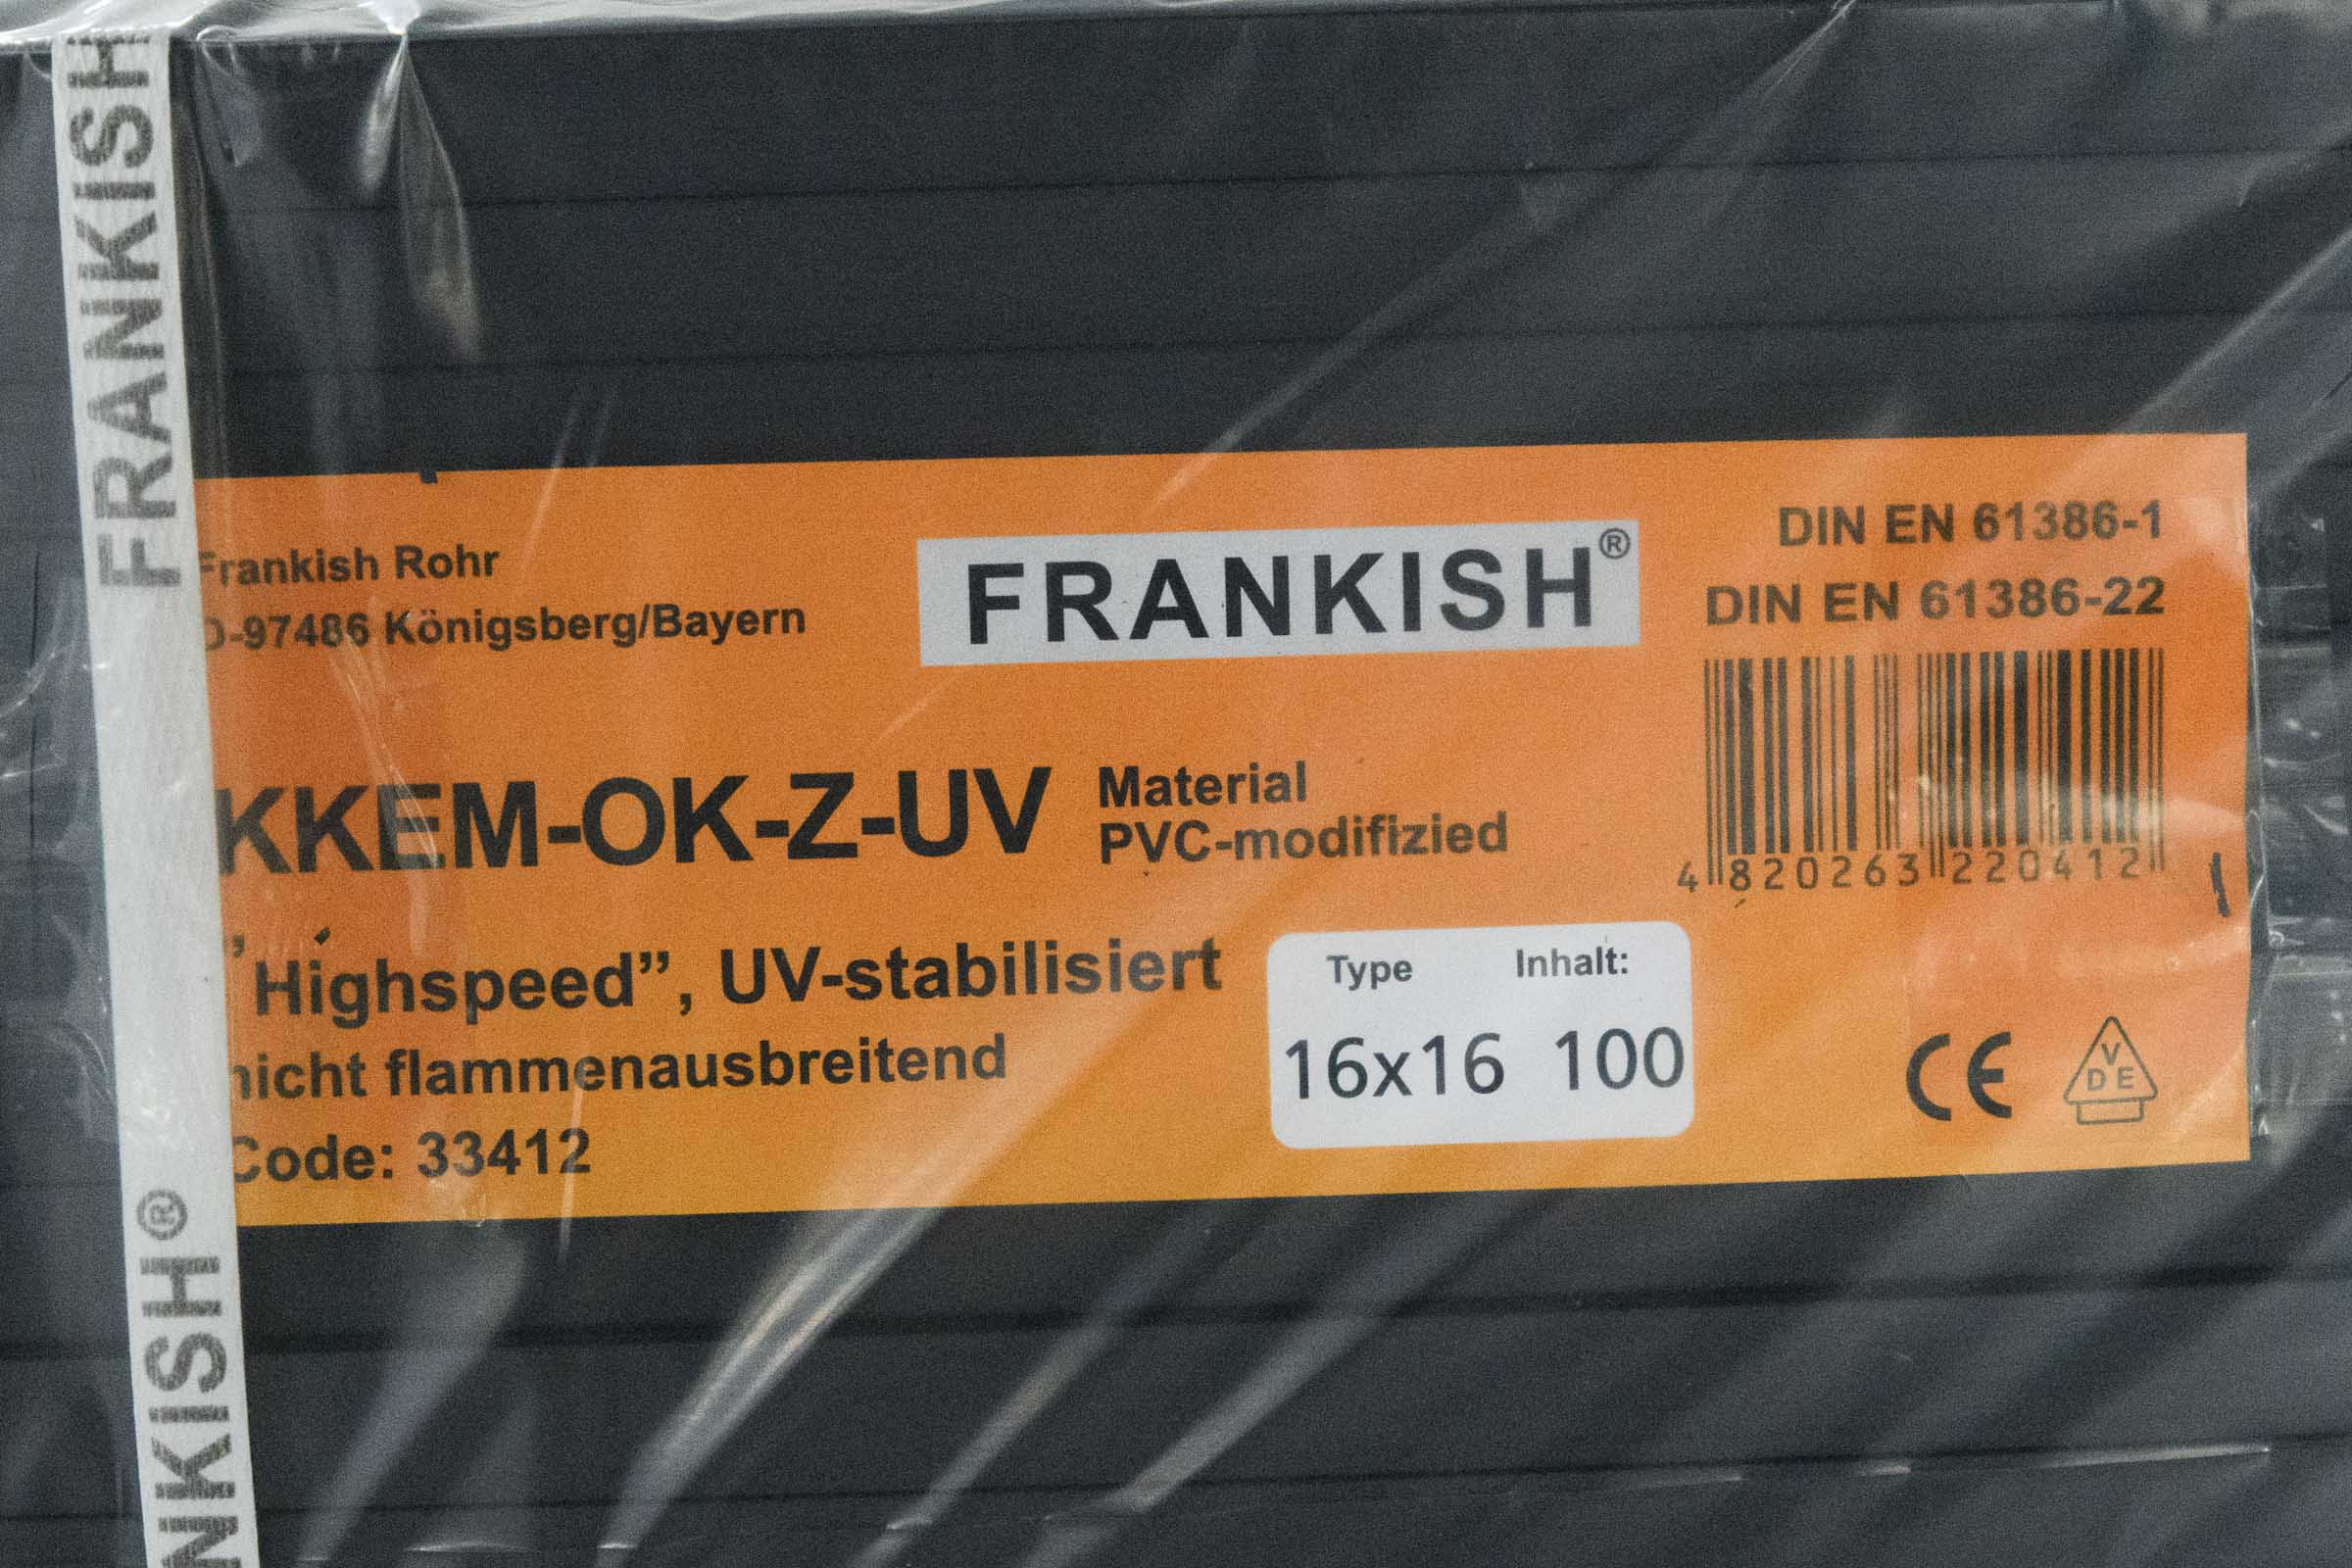 FRANKISH
Frankish Rohr
D-97486 Königsberg/Bayern
FRANKISH®
DIN EN 61386-1
DIN EN 61386-22
4 820263 220412
KKEM-OK-Z-UV
Material
PVC-modifizied
"Highspeed", UV-stabilisiert
nicht flammenausbreitend
Code: 33412
Type Inhalt:
16x16 100
CE
VDE
NKISH®